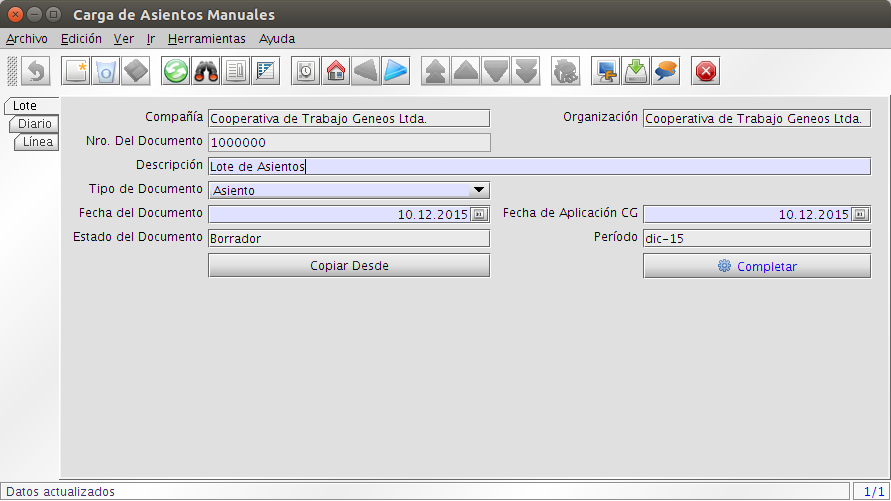 Carga de Asientos Manuales
Archivo Edición Ver Ir Herramientas Ayuda
Lote
Diario
Línea
Compañía Cooperativa de Trabajo Geneos Ltda. Organización Cooperativa de Trabajo Geneos Ltda.
Nro. Del Documento 1000000
Descripción Lote de Asientos
Tipo de Documento Asiento
Fecha del Documento 10.12.2015 Fecha de Aplicación CG 10.12.2015
Estado del Documento Borrador Período dic-15
Copiar Desde Completar
Datos actualizados 1/1